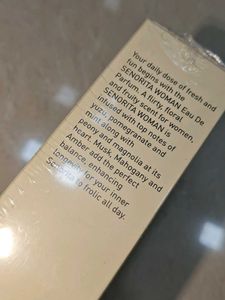 Your daily dose of fresh and
fun begins with the
SENORITA WOMAN Eau De
Parfum. A flirty, floral
and fruity scent for women,
SENORITA WOMAN is
infused with top notes of
yuzu, pomegranate and
mint along with
peony and magnolia at its
heart. Musk, Mahogany and
Amber add the perfect
balance, enhancing
longevity for your inner
Senorita to frolic all day.